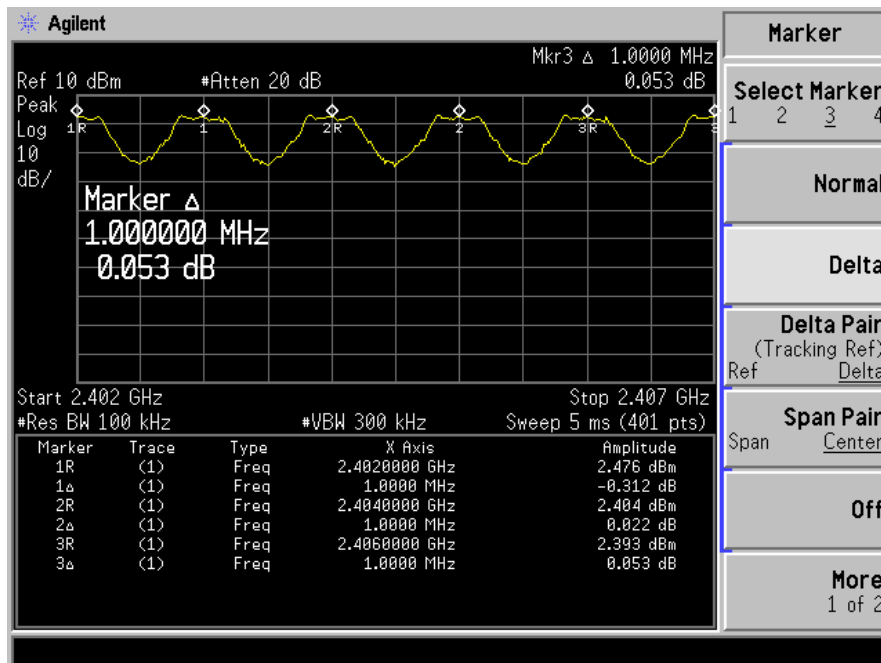 Agilent
Marker
Mkr3 Δ 1.0000 MHz
Ref 10 dBm #Atten 20 dB 0.053 dB
Peak
Log
10
dB/
1R 1 2R 2 3R 3
Marker Δ
1.000000 MHz
0.053 dB
Start 2.402 GHz Stop 2.407 GHz
#Res BW 100 kHz #VBW 300 kHz Sweep 5 ms (401 pts)
Marker Trace Type X Axis Amplitude
1R (1) Freq 2.4020000 GHz 2.476 dBm
1Δ (1) Freq 1.0000 MHz -0.312 dB
2R (1) Freq 2.4040000 GHz 2.404 dBm
2Δ (1) Freq 1.0000 MHz 0.022 dB
3R (1) Freq 2.4060000 GHz 2.393 dBm
3Δ (1) Freq 1.0000 MHz 0.053 dB
Select Marker
1 2 3 4
Normal
Delta
Delta Pair
(Tracking Ref)
Ref Delta
Span Pair
Span Center
Off
More
1 of 2